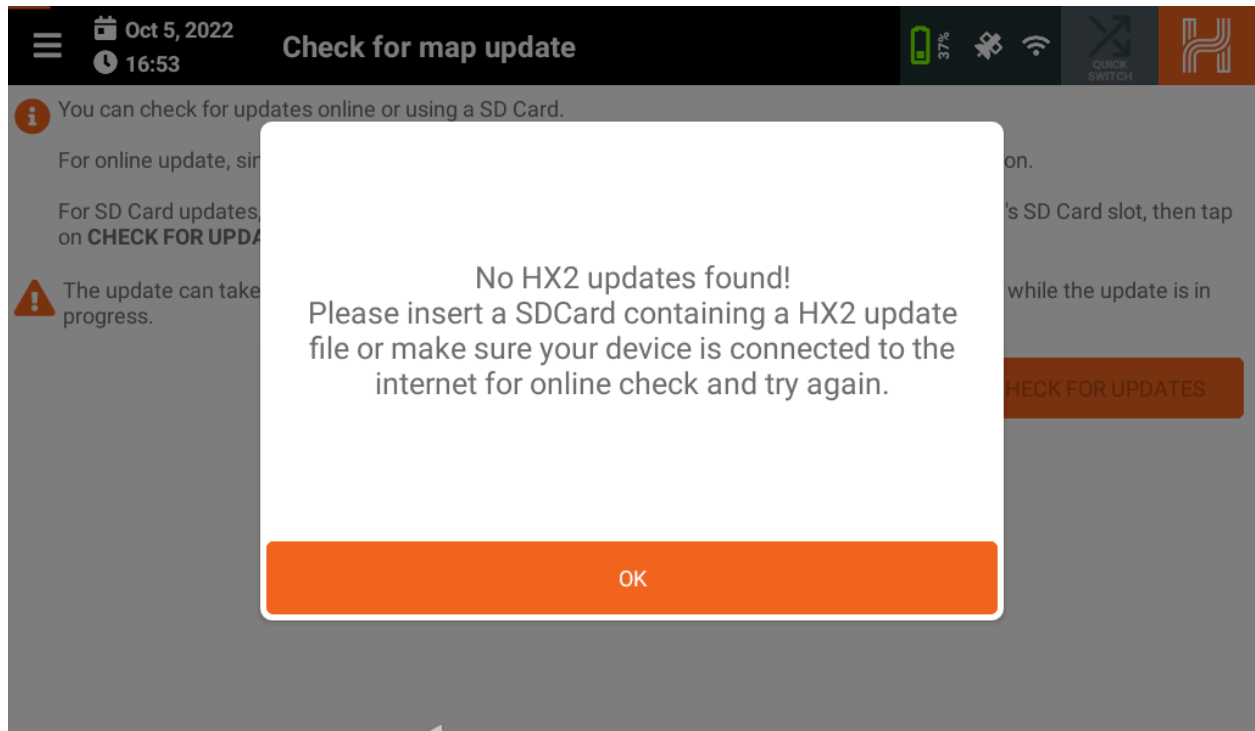 Oct 5, 2022
16:53
Check for map update
37%
QUICK
SWITCH
You can check for updates online or using a SD Card.
For online update, on.
For SD Card updates, 's SD Card slot, then tap
on CHECK FOR
The update can take while the update is in
progress.
No HX2 updates found!
Please insert a SDCard containing a HX2 update
file or make sure your device is connected to the
internet for online check and try again.
FOR UPDATES
OK